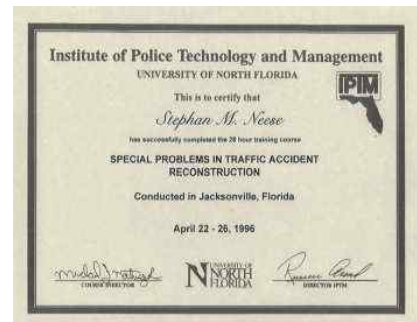 Institute of Police Technology and Management
UNIVERSITY OF NORTH FLORIDA
IPTM
This is to certify that
Stephan M. Neese
has successfully completed the 28 hour training course
SPECIAL PROBLEMS IN TRAFFIC ACCIDENT
RECONSTRUCTION
Conducted in Jacksonville, Florida
April 22 - 26, 1996
UNIVERSITY OF
NORTH
FLORIDA
COURSE DIRECTOR
DIRECTOR IPTM